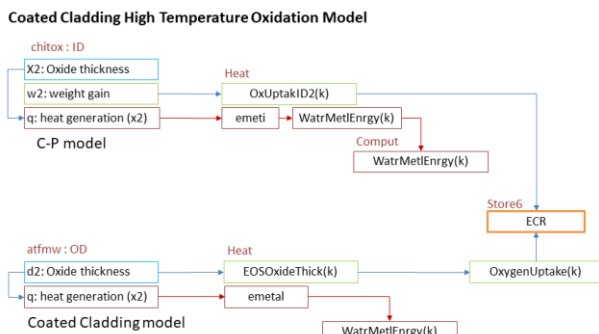 Coated Cladding High Temperature Oxidation Model
chitox : ID
X2: Oxide thickness
Heat
w2: weight gain
OxUptakID2(k)
q: heat generation (x2)
emeti
WatrMetlEnrgy(k)
C-P model
Comput
WatrMetlEnrgy(k)
Store6
ECR
atfmw : OD
Heat
d2: Oxide thickness
EOSOxideThick(k)
OxygenUptake(k)
q: heat generation (x2)
emetal
Coated Cladding model
WatrMetlEnrgy(k)